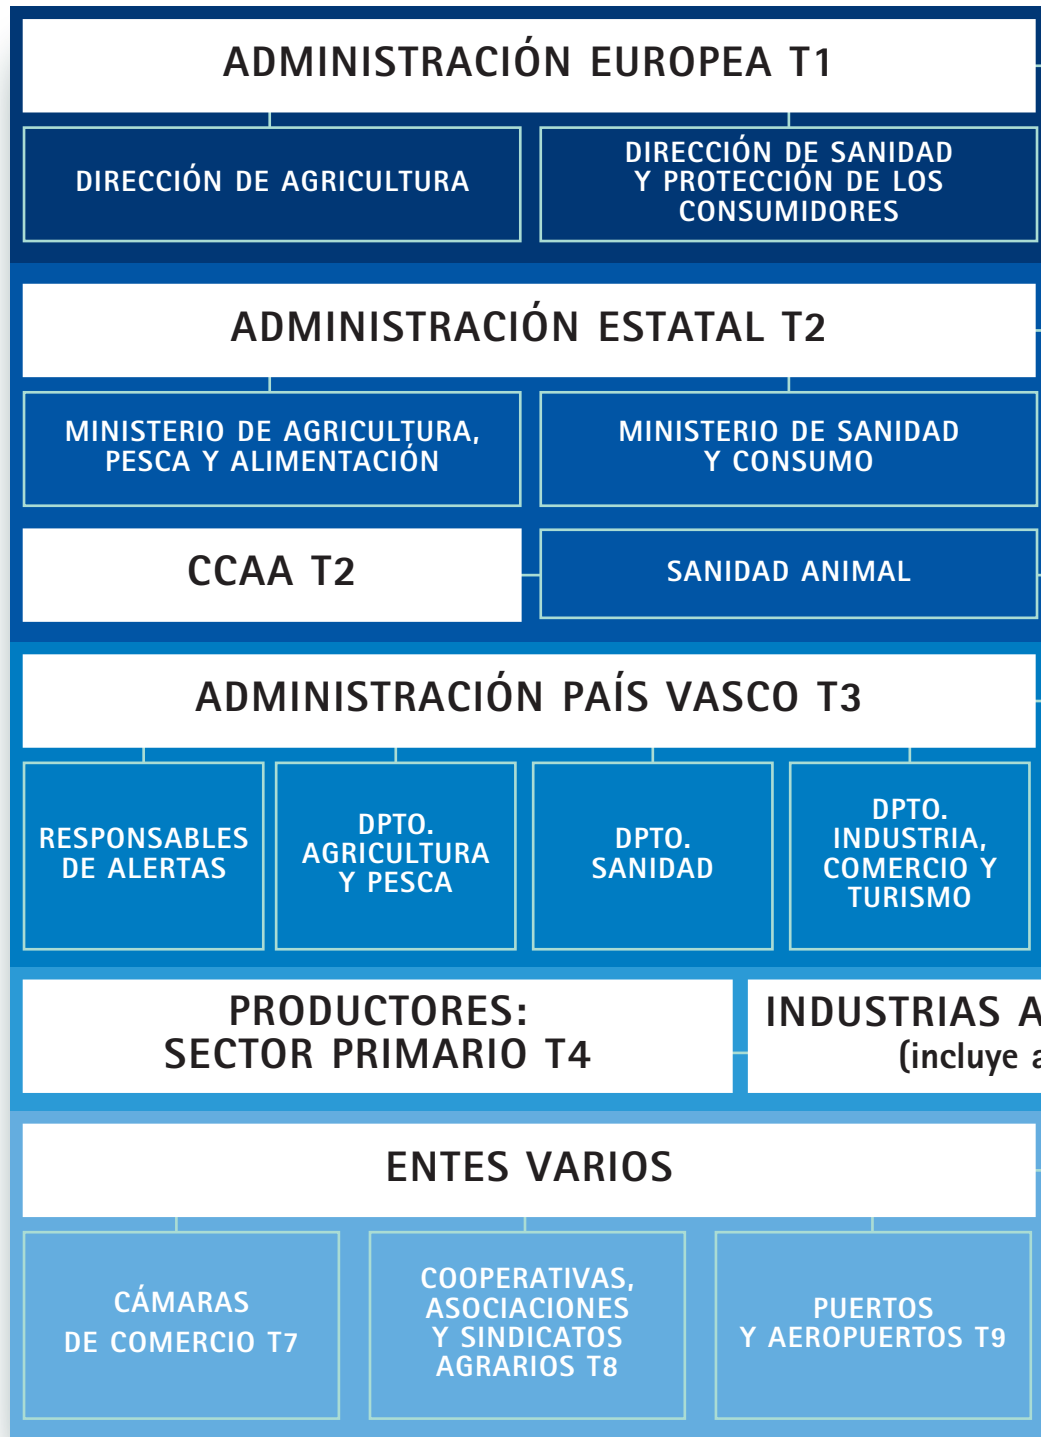 ADMINISTRACIÓN EUROPEA T1
DIRECCIÓN DE AGRICULTURA
DIRECCIÓN DE SANIDAD
Y PROTECCIÓN DE LOS
CONSUMIDORES
ADMINISTRACIÓN ESTATAL T2
MINISTERIO DE AGRICULTURA,
PESCA Y ALIMENTACIÓN
MINISTERIO DE SANIDAD
Y CONSUMO
CCAA T2
SANIDAD ANIMAL
ADMINISTRACIÓN PAÍS VASCO T3
RESPONSABLES
DE ALERTAS
DPTO.
AGRICULTURA
Y PESCA
DPTO.
SANIDAD
DPTO.
INDUSTRIA,
COMERCIO Y
TURISMO
PRODUCTORES:
SECTOR PRIMARIO T4
INDUSTRIAS
(incluye
ENTES VARIOS
CÁMARAS
DE COMERCIO T7
COOPERATIVAS,
ASOCIACIONES
Y SINDICATOS
AGRARIOS T8
PUERTOS
Y AEROPUERTOS T9